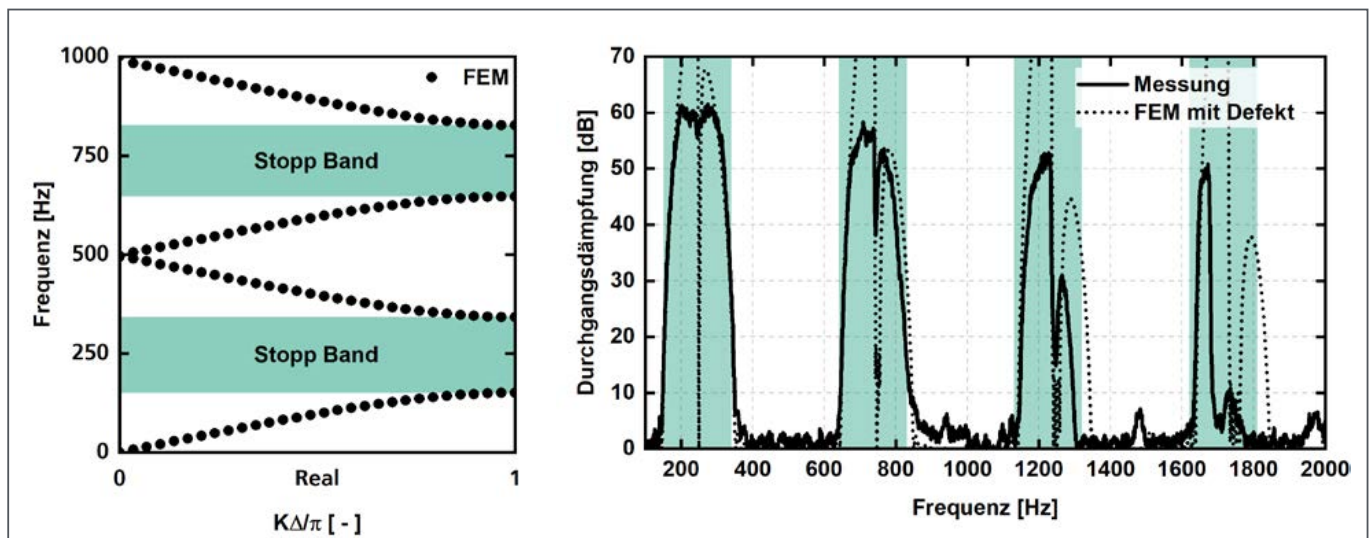 1000
750
500
250
0
Frequenz [Hz]
FEM
Stopp Band
Stopp Band
0
Real
1
KΔ/π [ - ]
70
60
50
40
30
20
10
0
Durchgangsdämpfung [dB]
Messung
FEM mit Defekt
200 400 600 800 1000 1200 1400 1600 1800 2000
Frequenz [Hz]